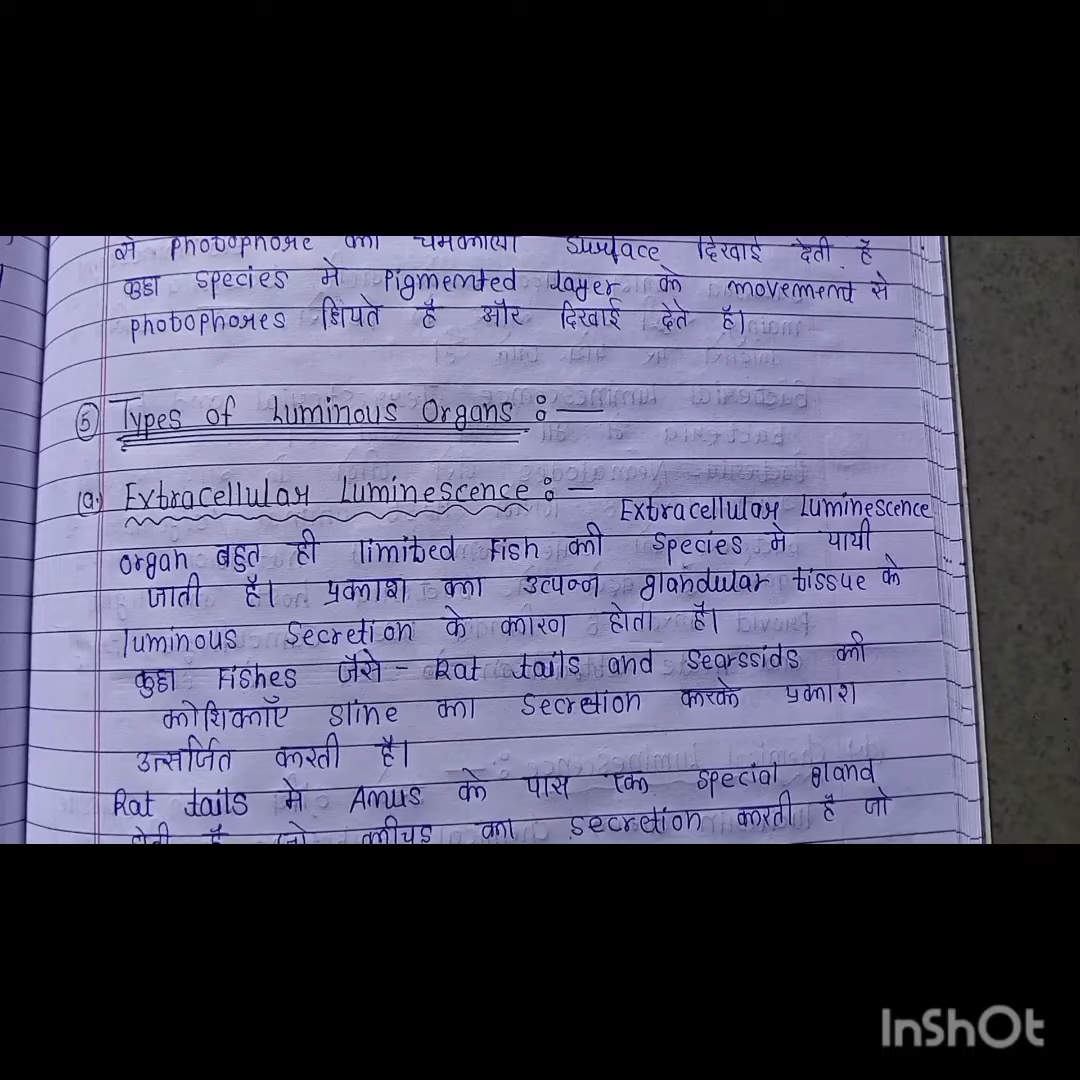 से photophore का चमकीला surface दिखाई देती है
कुछ species मे pigmented layer के movement से
photophores छिपते है और दिखाई देते है।
⑤ Types of Luminous Organs :—
(a) Extracellular Luminescence :—
Extracellular Luminescence
organ बहुत ही limited Fish की species मे पायी
जाती है। प्रकाश का उत्पन्न glandular tissue के
luminous secretion के कारण होता है।
कुछ Fishes जैसे - Rat tails and Searssids की
कोशिकाएँ Sline का Secretion करके प्रकाश
उत्सर्जित करती है।
Rat tails मे Anus के पास एक special gland
होती है जो कीचड का secretion करती है जो
InShOt